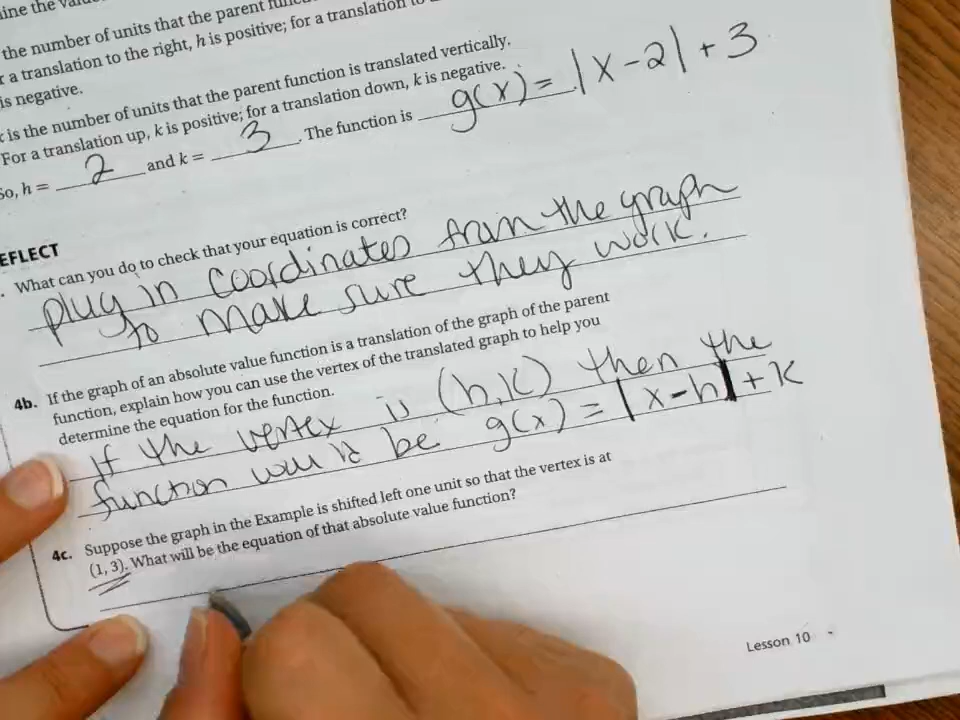 the number of units that the parent
a translation to the right, h is positive; for a translation to
is negative.
is the number of units that the parent function is translated vertically.
For a translation up, k is positive; for a translation down, k is negative.
So, h = 2 and k = 3. The function is g(x) = |x-2| + 3
EFLECT
What can you do to check that your equation is correct?
plug in coordinates from the graph
to make sure they work.
4b. If the graph of an absolute value function is a translation of the graph of the parent
function, explain how you can use the vertex of the translated graph to help you
determine the equation for the function.
If the vertex is (h,k) then the
function would be g(x) = |x-h|+k
4c. Suppose the graph in the Example is shifted left one unit so that the vertex is at
(1, 3). What will be the equation of that absolute value function?
Lesson 10